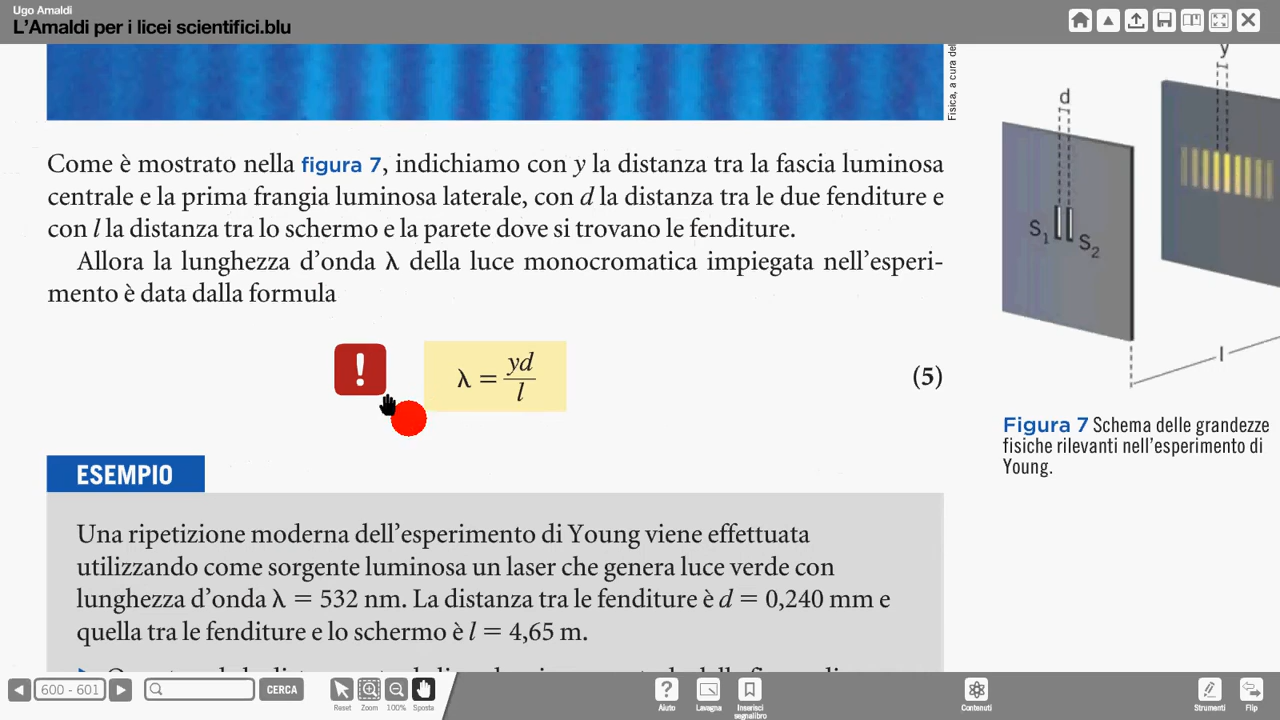 Ugo Amaldi
L'Amaldi per i licei scientifici.blu
Fisica, a cura del
y
d
S1
S2
l
Come è mostrato nella figura 7, indichiamo con y la distanza tra la fascia luminosa
centrale e la prima frangia luminosa laterale, con d la distanza tra le due fenditure e
con l la distanza tra lo schermo e la parete dove si trovano le fenditure.
Allora la lunghezza d'onda λ della luce monocromatica impiegata nell'esperi-
mento è data dalla formula
!
λ = yd/l
(5)
Figura 7 Schema delle grandezze
fisiche rilevanti nell'esperimento di
Young.
ESEMPIO
Una ripetizione moderna dell'esperimento di Young viene effettuata
utilizzando come sorgente luminosa un laser che genera luce verde con
lunghezza d'onda λ = 532 nm. La distanza tra le fenditure è d = 0,240 mm e
quella tra le fenditure e lo schermo è l = 4,65 m.
600 - 601
CERCA
Reset
Zoom
100%
Sposta
Aiuto
Lavagna
Inserisci
segnalibro
Contenuti
Strumenti
Flip